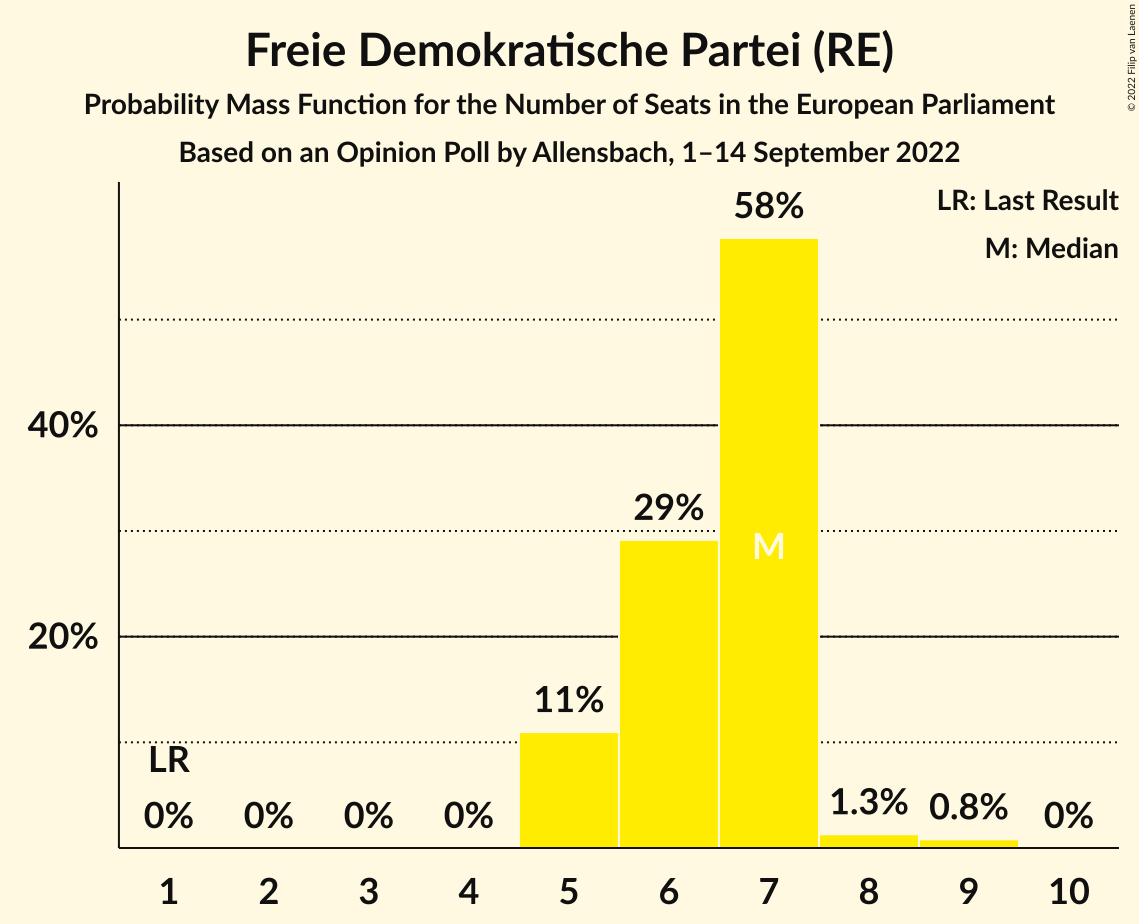 Freie Demokratische Partei (RE)
Probability Mass Function for the Number of Seats in the European Parliament
Based on an Opinion Poll by Allensbach, 1–14 September 2022
© 2022 Filip van Laenen
LR: Last Result
M: Median
58%
40%
29%
M
20%
11%
LR
0% 0% 0% 0% 1.3% 0.8% 0%
1 2 3 4 5 6 7 8 9 10